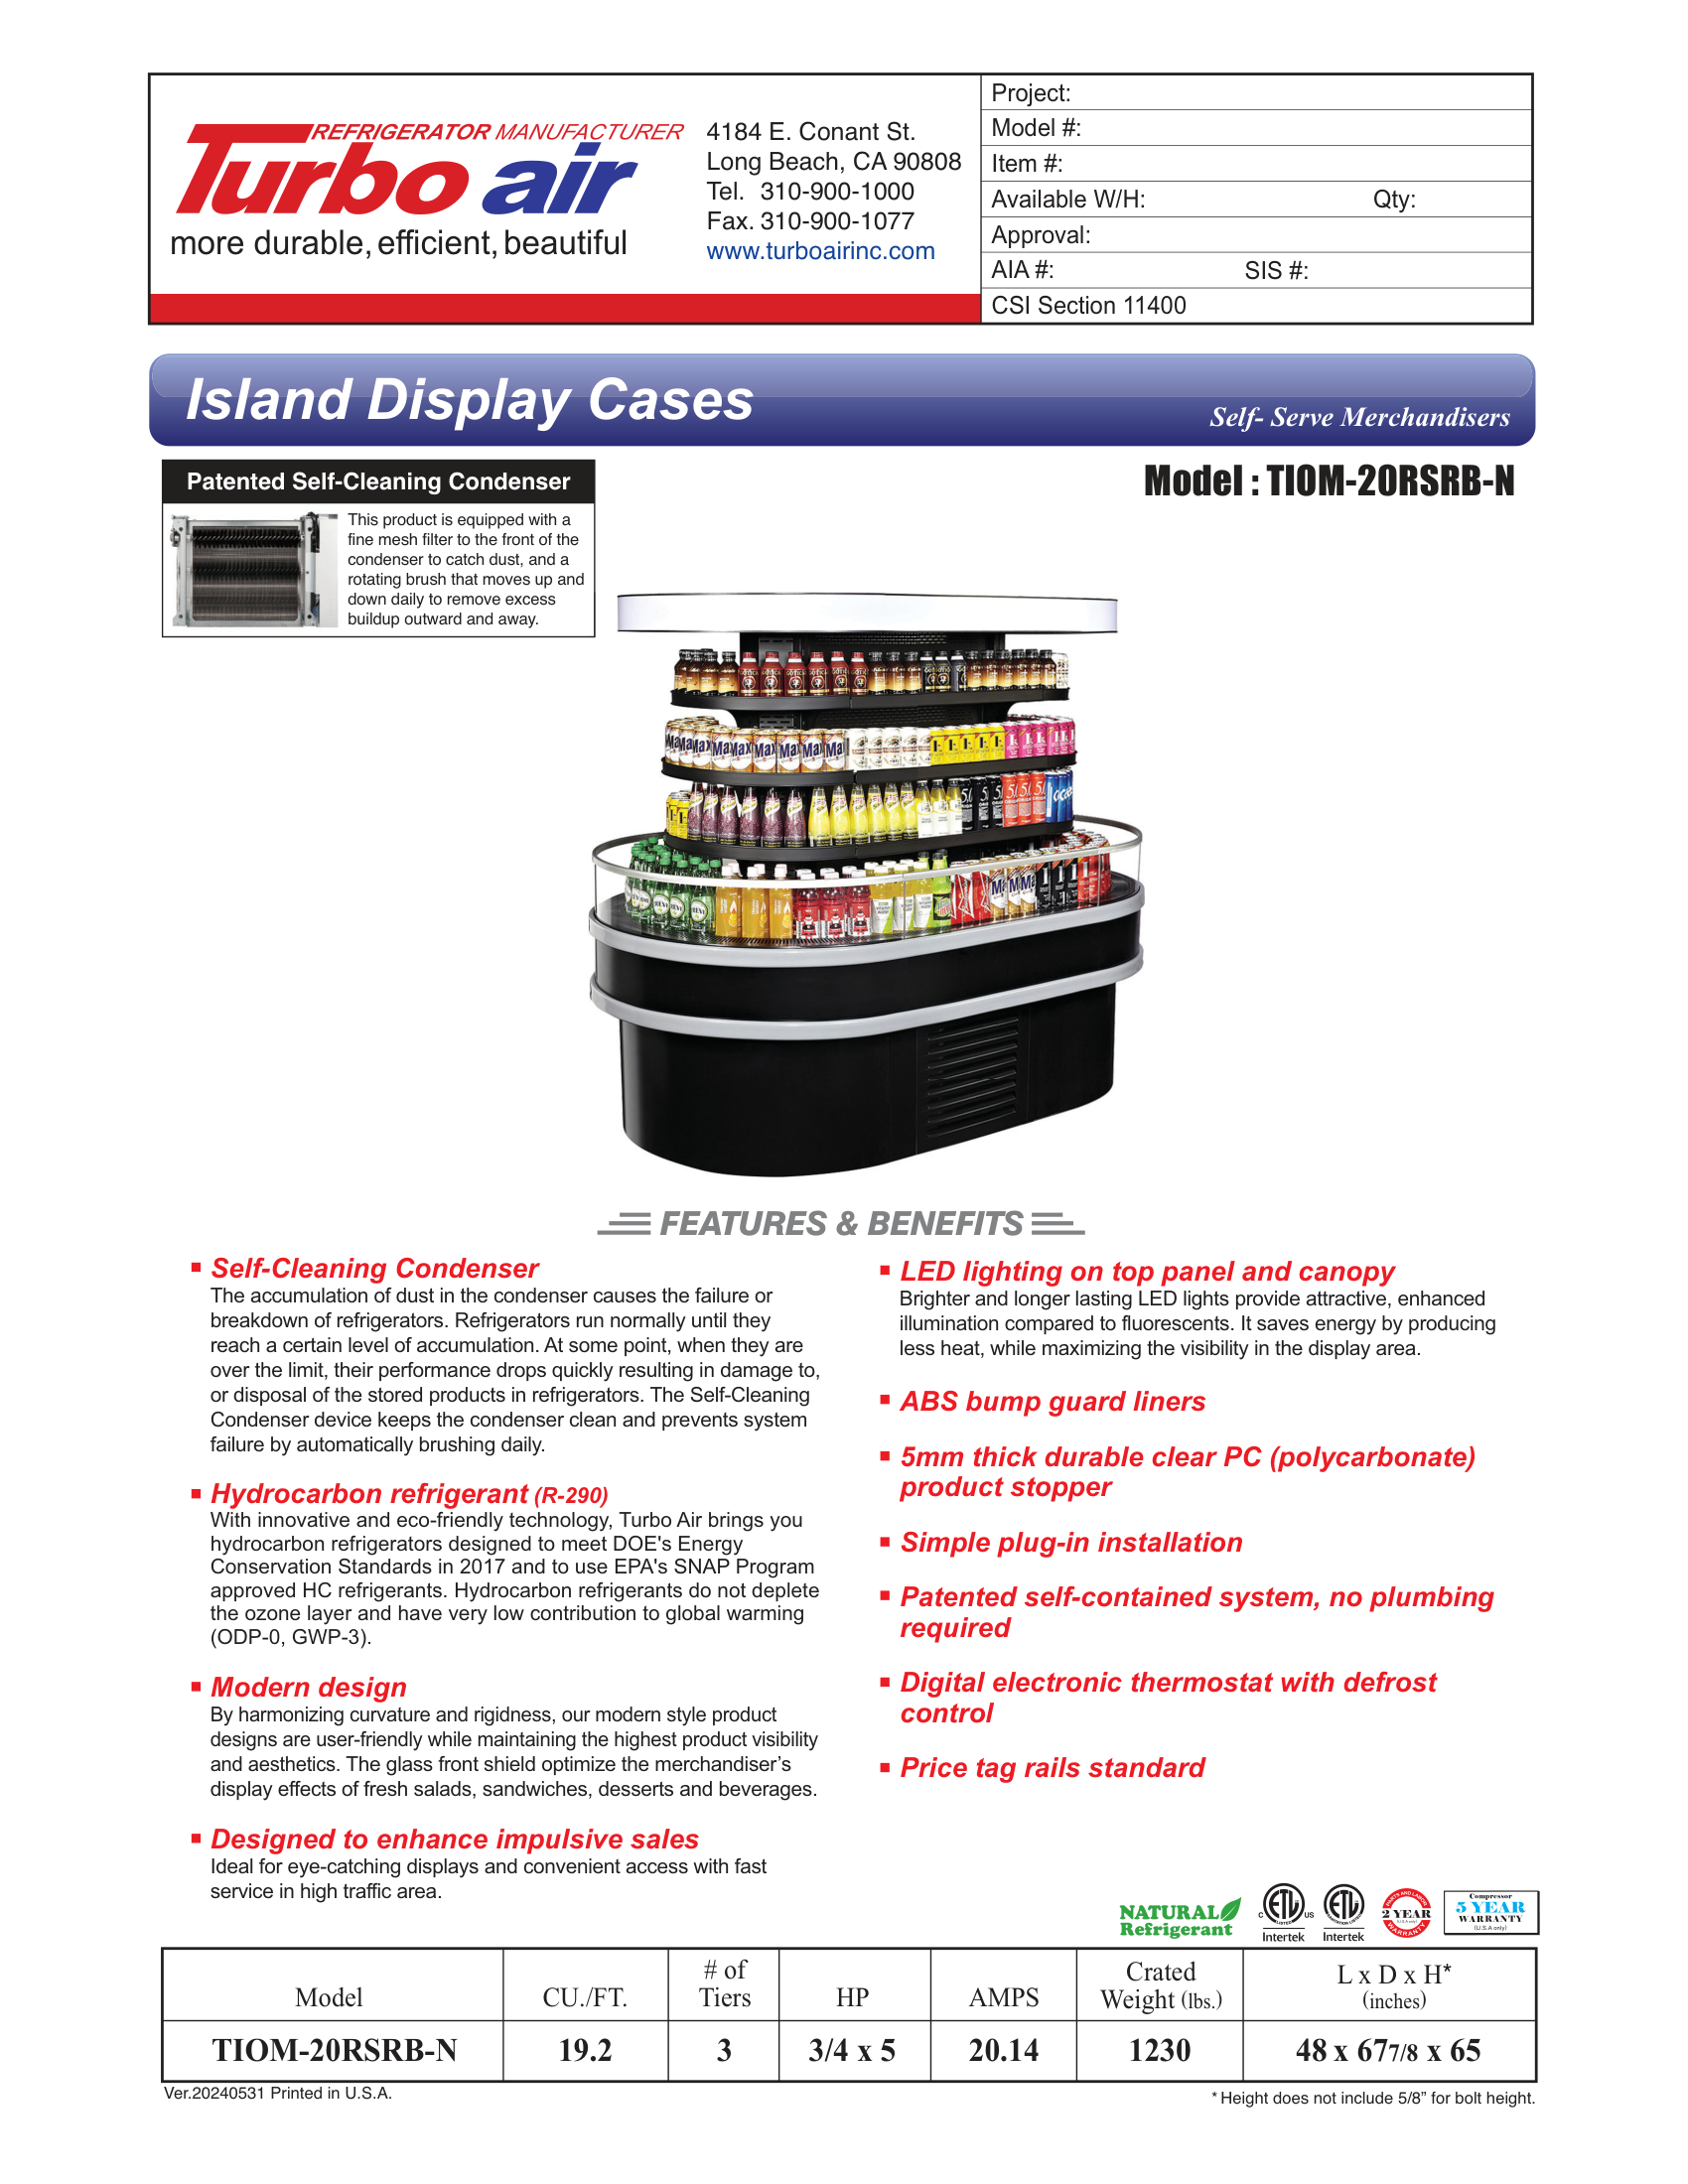 REFRIGERATOR MANUFACTURER
Turbo air
more durable, efficient, beautiful
4184 E. Conant St.
Long Beach, CA 90808
Tel. 310-900-1000
Fax. 310-900-1077
www.turboairinc.com
Project:
Model #:
Item #:
Available W/H: Qty:
Approval:
AIA #: SIS #:
CSI Section 11400
Island Display Cases
Self- Serve Merchandisers
Patented Self-Cleaning Condenser
This product is equipped with a
fine mesh filter to the front of the
condenser to catch dust, and a
rotating brush that moves up and
down daily to remove excess
buildup outward and away.
Model : TIOM-20RSRB-N
FEATURES & BENEFITS
Self-Cleaning Condenser
The accumulation of dust in the condenser causes the failure or
breakdown of refrigerators. Refrigerators run normally until they
reach a certain level of accumulation. At some point, when they are
over the limit, their performance drops quickly resulting in damage to,
or disposal of the stored products in refrigerators. The Self-Cleaning
Condenser device keeps the condenser clean and prevents system
failure by automatically brushing daily.
Hydrocarbon refrigerant (R-290)
With innovative and eco-friendly technology, Turbo Air brings you
hydrocarbon refrigerators designed to meet DOE's Energy
Conservation Standards in 2017 and to use EPA's SNAP Program
approved HC refrigerants. Hydrocarbon refrigerants do not deplete
the ozone layer and have very low contribution to global warming
(ODP-0, GWP-3).
Modern design
By harmonizing curvature and rigidness, our modern style product
designs are user-friendly while maintaining the highest product visibility
and aesthetics. The glass front shield optimize the merchandiser’s
display effects of fresh salads, sandwiches, desserts and beverages.
Designed to enhance impulsive sales
Ideal for eye-catching displays and convenient access with fast
service in high traffic area.
LED lighting on top panel and canopy
Brighter and longer lasting LED lights provide attractive, enhanced
illumination compared to fluorescents. It saves energy by producing
less heat, while maximizing the visibility in the display area.
ABS bump guard liners
5mm thick durable clear PC (polycarbonate)
product stopper
Simple plug-in installation
Patented self-contained system, no plumbing
required
Digital electronic thermostat with defrost
control
Price tag rails standard
NATURAL
Refrigerant
C ETL US
LISTED
Intertek
ETL
Intertek
PARTS AND LABOR
2 YEAR
(U.S.A only)
WARRANTY
Compressor
5 YEAR
WARRANTY
(U.S.A only)
Model CU./FT. # of Tiers HP AMPS Crated Weight (lbs.) L x D x H* (inches)
TIOM-20RSRB-N 19.2 3 3/4 x 5 20.14 1230 48 x 677/8 x 65
Ver.20240531 Printed in U.S.A.
* Height does not include 5/8” for bolt height.